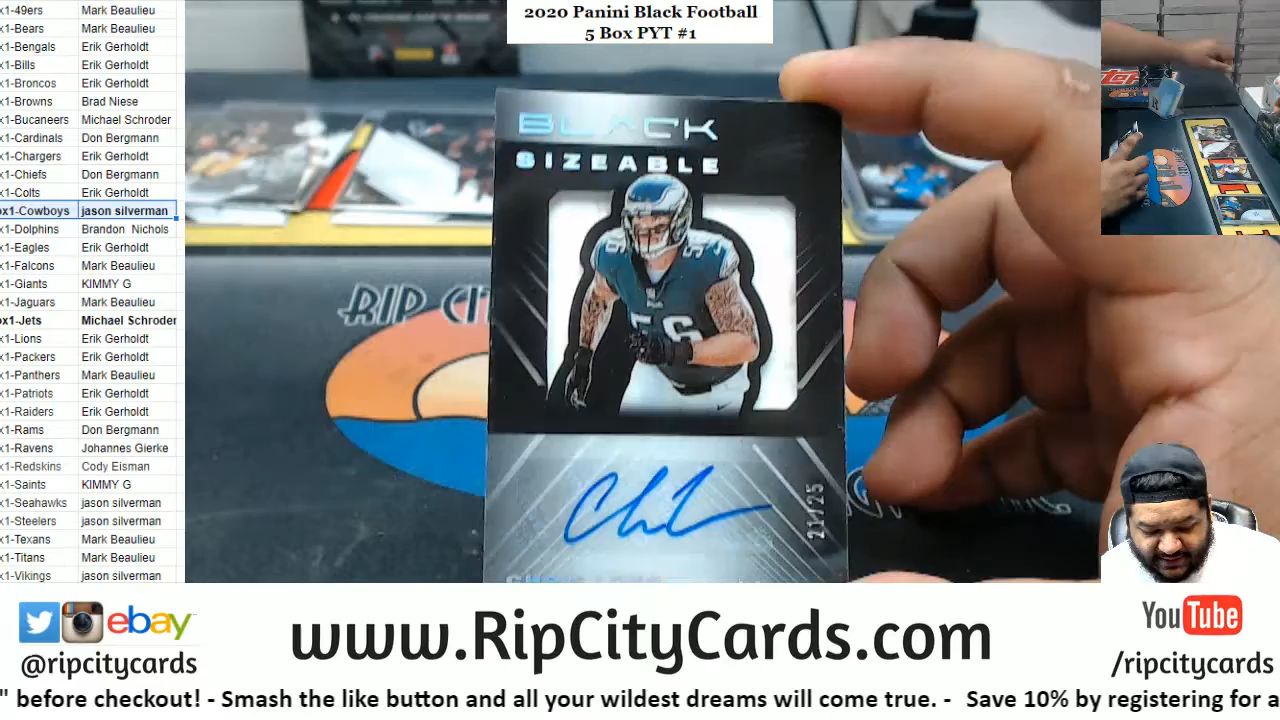 2020 Panini Black Football
5 Box PYT #1
x1-49ers Mark Beaulieu
x1-Bears Mark Beaulieu
x1-Bengals Erik Gerholdt
x1-Bills Erik Gerholdt
x1-Broncos Erik Gerholdt
x1-Browns Brad Niese
x1-Bucaneers Michael Schroder
x1-Cardinals Don Bergmann
x1-Chargers Erik Gerholdt
x1-Chiefs Don Bergmann
x1-Colts Erik Gerholdt
ox1-Cowboys jason silverman
x1-Dolphins Brandon Nichols
x1-Eagles Erik Gerholdt
x1-Falcons Mark Beaulieu
x1-Giants KIMMY G
x1-Jaguars Mark Beaulieu
ox1-Jets Michael Schroder
x1-Lions Erik Gerholdt
x1-Packers Erik Gerholdt
x1-Panthers Mark Beaulieu
x1-Patriots Erik Gerholdt
x1-Raiders Erik Gerholdt
x1-Rams Don Bergmann
x1-Ravens Johannes Gierke
x1-Redskins Cody Eisman
x1-Saints KIMMY G
x1-Seahawks jason silverman
x1-Steelers jason silverman
x1-Texans Mark Beaulieu
x1-Titans Mark Beaulieu
x1-Vikings jason silverman
BLACK
SIZEABLE
56
21/25
RIP CI
ebay
@ripcitycards
www.RipCityCards.com
YouTube
/ripcitycards
" before checkout! - Smash the like button and all your wildest dreams will come true. - Save 10% by registering for a